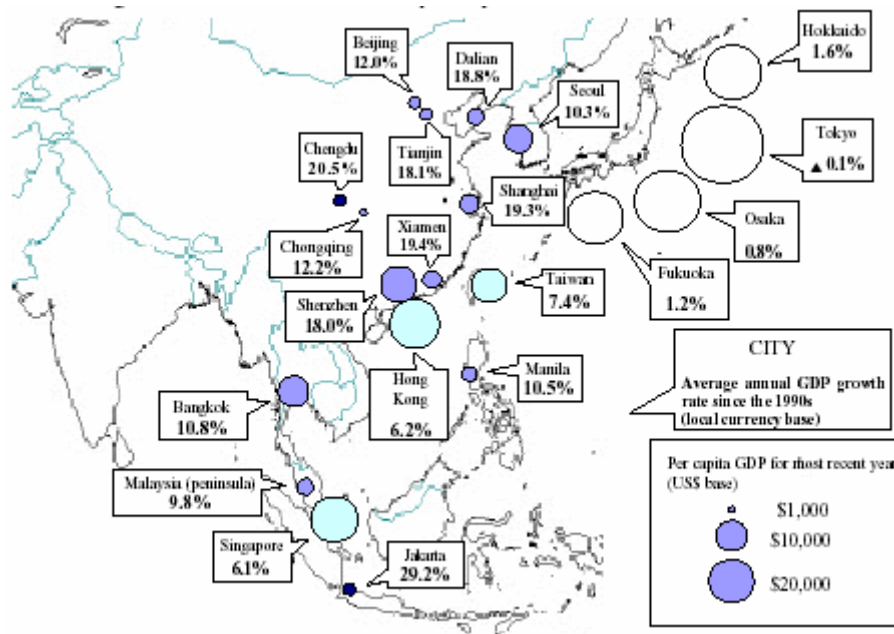 Beijing
12.0%
Dalian
18.8%
Seoul
10.3%
Hokkaido
1.6%
Tokyo
▲ 0.1%
Chengdu
20.5%
Tianjin
18.1%
Shanghai
19.3%
Osaka
0.8%
Chongqing
12.2%
Xiamen
19.4%
Fukuoka
1.2%
Shenzhen
18.0%
Taiwan
7.4%
Hong
Kong
6.2%
Manila
10.5%
Bangkok
10.8%
Malaysia (peninsula)
9.8%
Singapore
6.1%
Jakarta
29.2%
CITY
Average annual GDP growth
rate since the 1990s
(local currency base)
Per capita GDP for most recent year
(US$ base)
$1,000
$10,000
$20,000